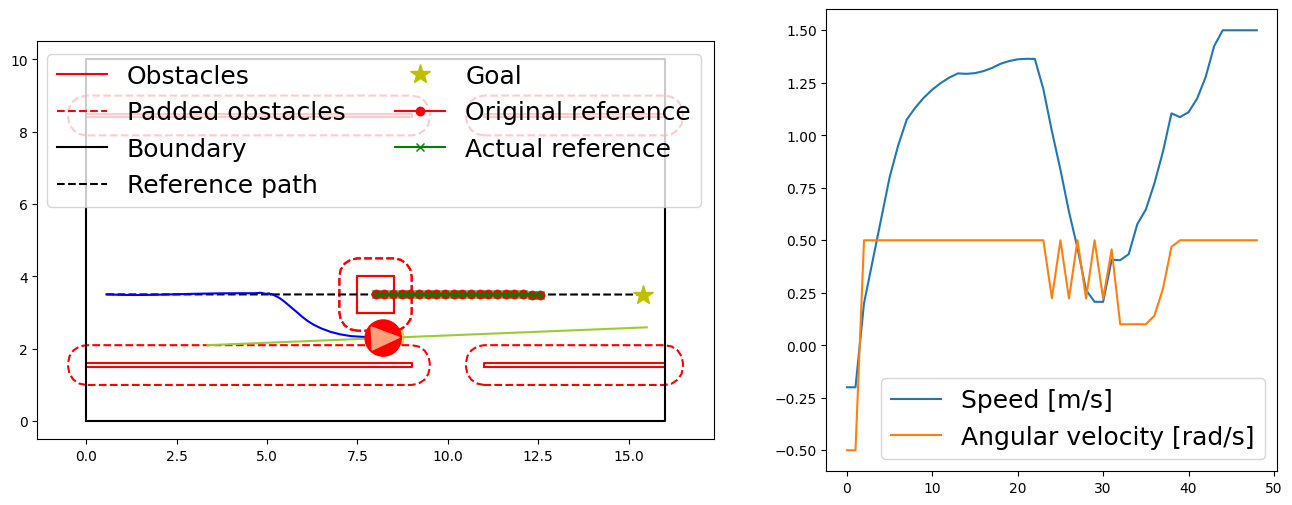 10
8
6
4
2
0
Obstacles
Padded obstacles
Boundary
Reference path
Goal
Original reference
Actual reference
0.0 2.5 5.0 7.5 10.0 12.5 15.0
1.50
1.25
1.00
0.75
0.50
0.25
0.00
−0.25
−0.50
Speed [m/s]
Angular velocity [rad/s]
0 10 20 30 40 50